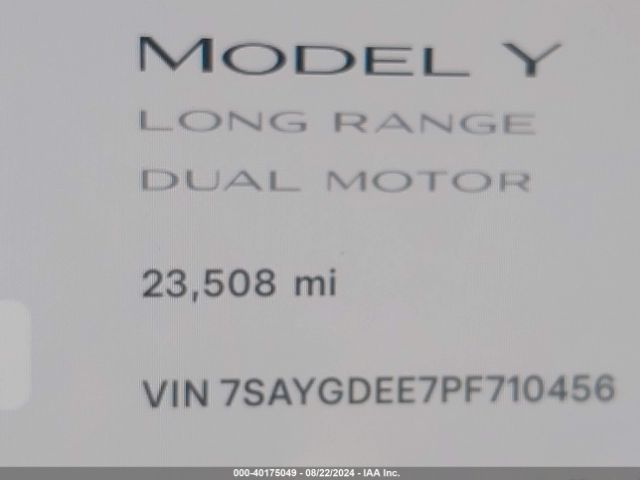 MODEL Y
LONG RANGE
DUAL MOTOR
23,508 mi
VIN 7SAYGDEE7PF710456
000-40175049 - 08/22/2024 - IAA Inc.